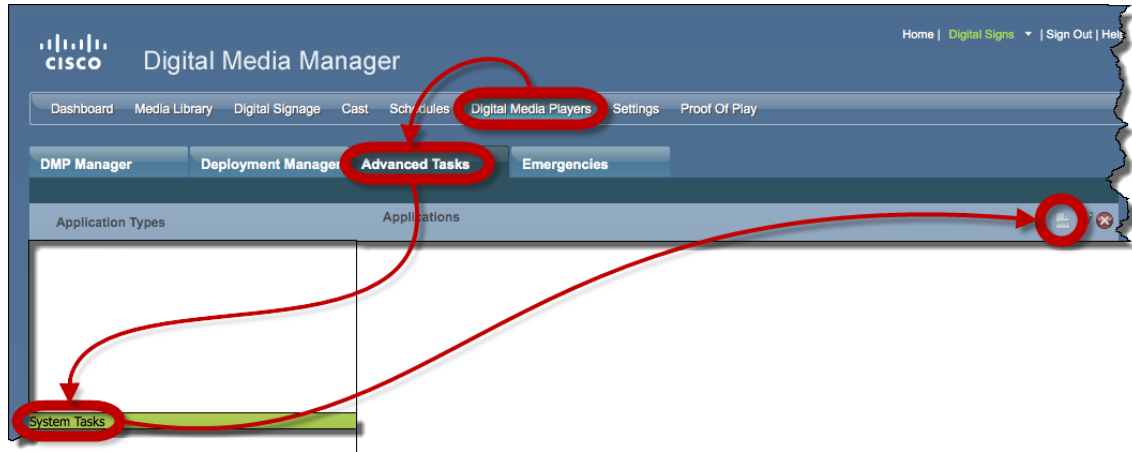 Home | Digital Signs | Sign Out | Help
CISCO Digital Media Manager
Dashboard Media Library Digital Signage Cast Schedules Digital Media Players Settings Proof Of Play
DMP Manager Deployment Manager Advanced Tasks Emergencies
Application Types Applications
System Tasks